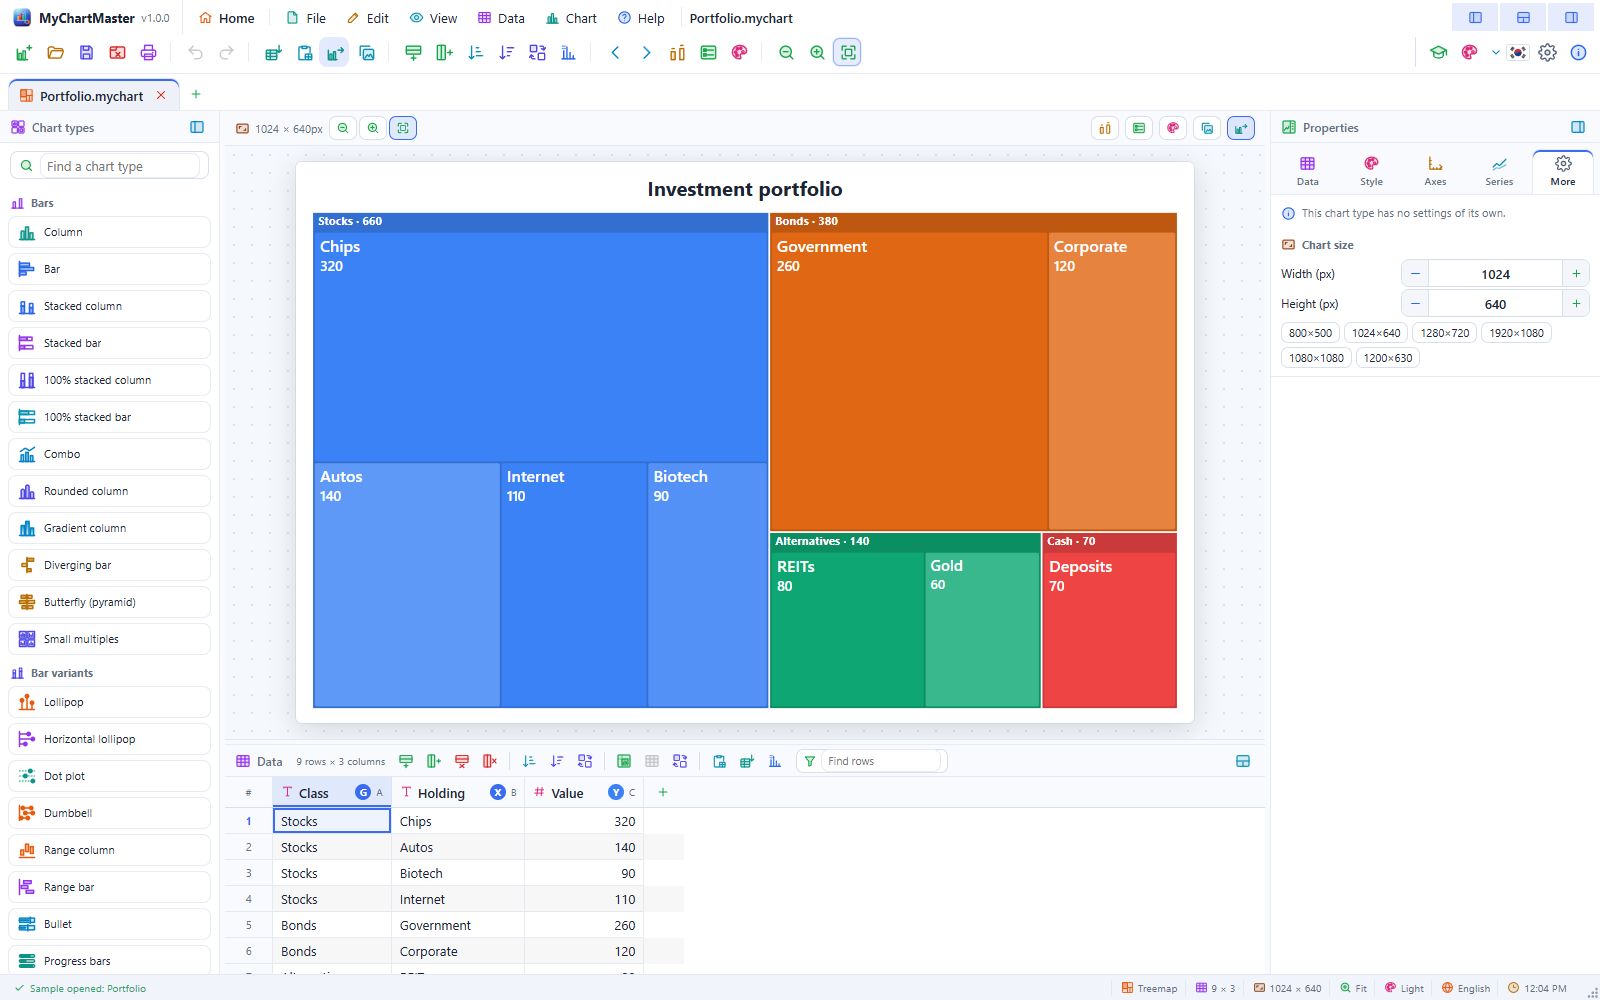 MyChartMaster v1.0.0 Home File Edit View Data Chart Help Portfolio.mychart
Portfolio.mychart
Chart types
1024 × 640px
Properties
Find a chart type
Data Style Axes Series More
This chart type has no settings of its own.
Chart size
Width (px) 1024
Height (px) 640
800×500 1024×640 1280×720 1920×1080
1080×1080 1200×630
Bars
Column
Bar
Stacked column
Stacked bar
100% stacked column
100% stacked bar
Combo
Rounded column
Gradient column
Diverging bar
Butterfly (pyramid)
Small multiples
Bar variants
Lollipop
Horizontal lollipop
Dot plot
Dumbbell
Range column
Range bar
Bullet
Progress bars
Investment portfolio
Stocks · 660
Chips
320
Autos
140
Internet
110
Biotech
90
Bonds · 380
Government
260
Corporate
120
Alternatives · 140
REITs
80
Gold
60
Cash · 70
Deposits
70
Data 9 rows × 3 columns Find rows
# Class G A Holding X B # Value Y C
1 Stocks Chips 320
2 Stocks Autos 140
3 Stocks Biotech 90
4 Stocks Internet 110
5 Bonds Government 260
6 Bonds Corporate 120
Sample opened: Portfolio
Treemap 9 × 3 1024 × 640 Fit Light English 12:04 PM